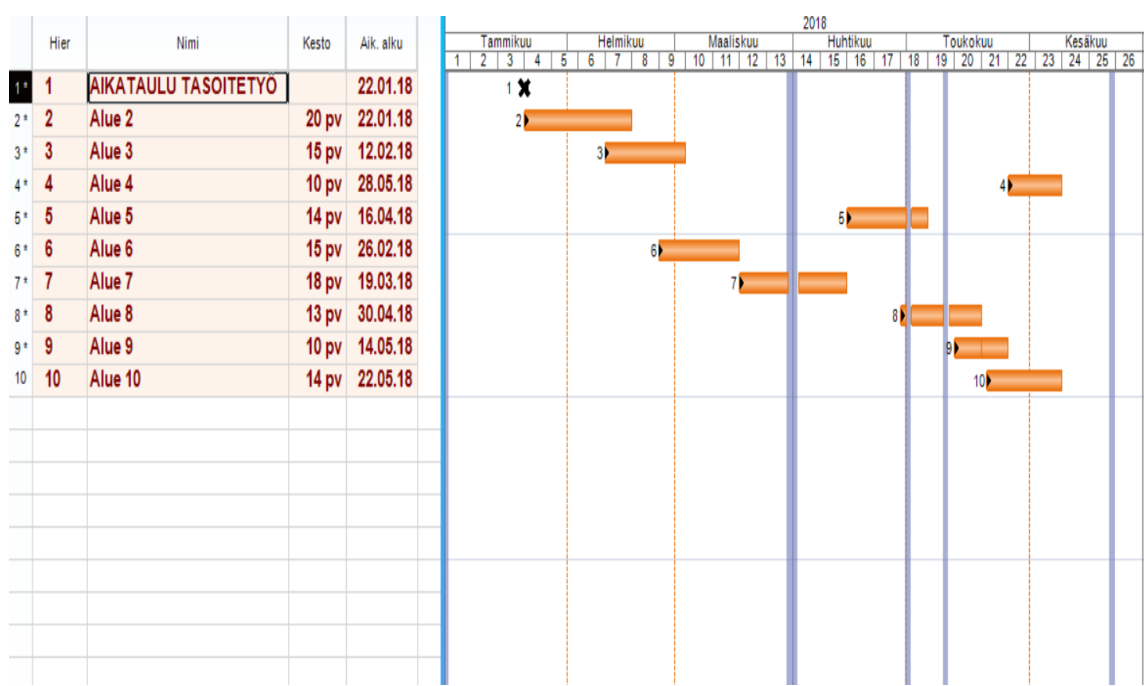 2018
Hier Nimi Kesto Aik. alku Tammikuu Helmikuu Maaliskuu Huhtikuu Toukokuu Kesäkuu
1 2 3 4 5 6 7 8 9 10 11 12 13 14 15 16 17 18 19 20 21 22 23 24 25 26
1* 1 AIKATAULU TASOITETYÖ 22.01.18 1
2* 2 Alue 2 20 pv 22.01.18 2
3* 3 Alue 3 15 pv 12.02.18 3
4* 4 Alue 4 10 pv 28.05.18 4
5* 5 Alue 5 14 pv 16.04.18 5
6* 6 Alue 6 15 pv 26.02.18 6
7* 7 Alue 7 18 pv 19.03.18 7
8* 8 Alue 8 13 pv 30.04.18 8
9* 9 Alue 9 10 pv 14.05.18 9
10 10 Alue 10 14 pv 22.05.18 10